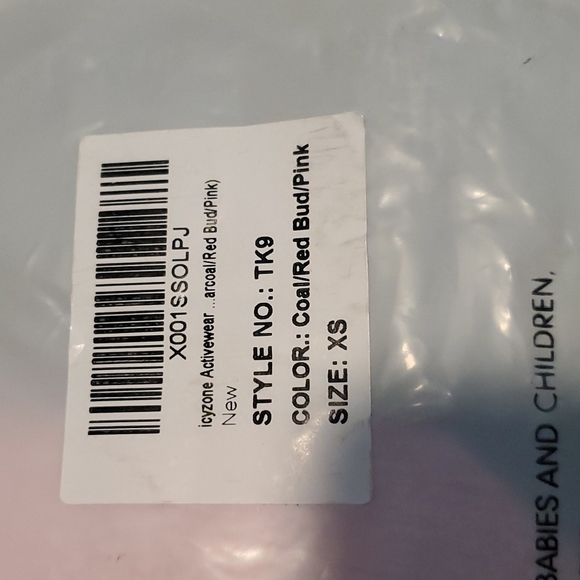 X001SSOLPJ
icyzone Activewear ...arcoal/Red Bud/Pink)
New
STYLE NO.: TK9
COLOR.: Coal/Red Bud/Pink
SIZE: XS
BABIES AND CHILDREN,